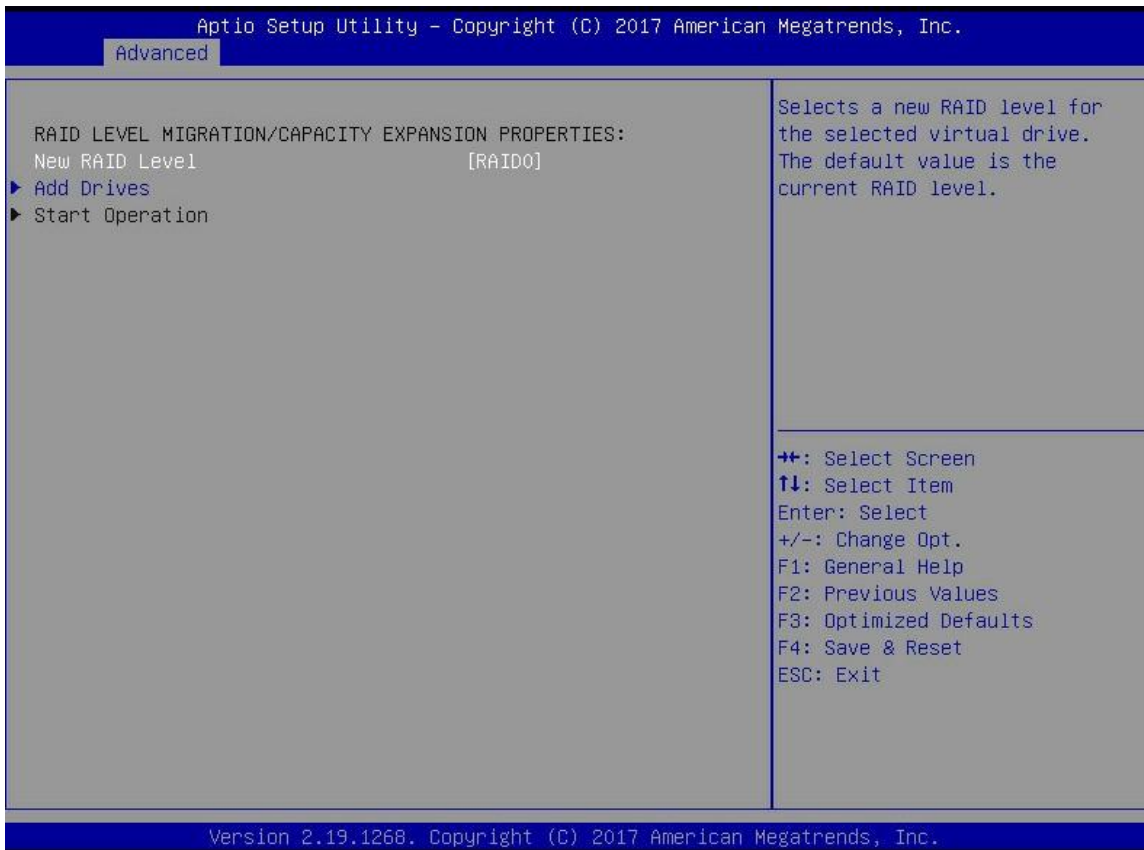 Aptio Setup Utility – Copyright (C) 2017 American Megatrends, Inc.
Advanced
RAID LEVEL MIGRATION/CAPACITY EXPANSION PROPERTIES:
New RAID Level [RAID0]
▶ Add Drives
▶ Start Operation
Selects a new RAID level for
the selected virtual drive.
The default value is the
current RAID level.
→←: Select Screen
↑↓: Select Item
Enter: Select
+/-: Change Opt.
F1: General Help
F2: Previous Values
F3: Optimized Defaults
F4: Save & Reset
ESC: Exit
Version 2.19.1268. Copyright (C) 2017 American Megatrends, Inc.